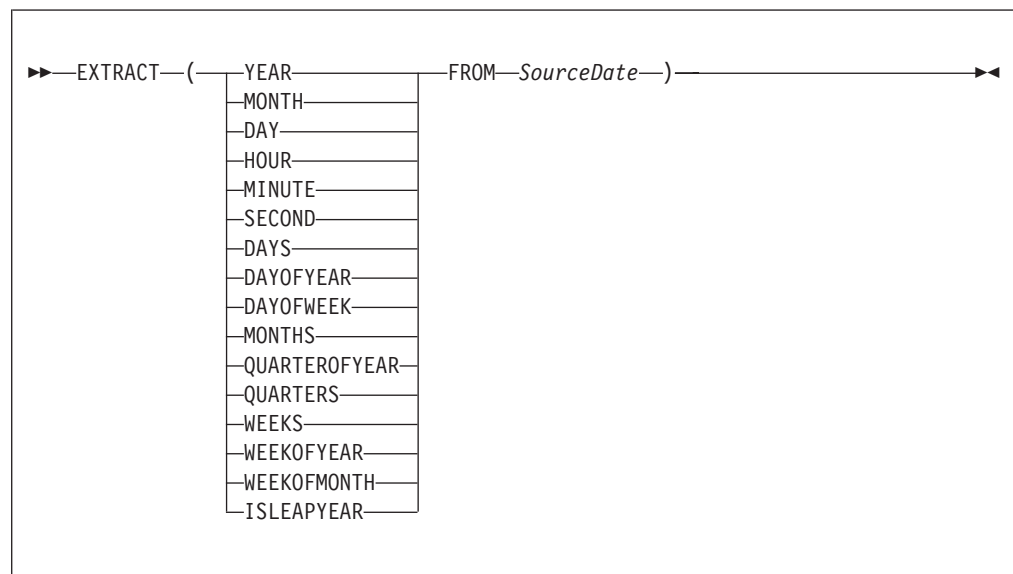 EXTRACT ( YEAR FROM SourceDate )
MONTH
DAY
HOUR
MINUTE
SECOND
DAYS
DAYOFYEAR
DAYOFWEEK
MONTHS
QUARTEROFYEAR
QUARTERS
WEEKS
WEEKOFYEAR
WEEKOFMONTH
ISLEAPYEAR